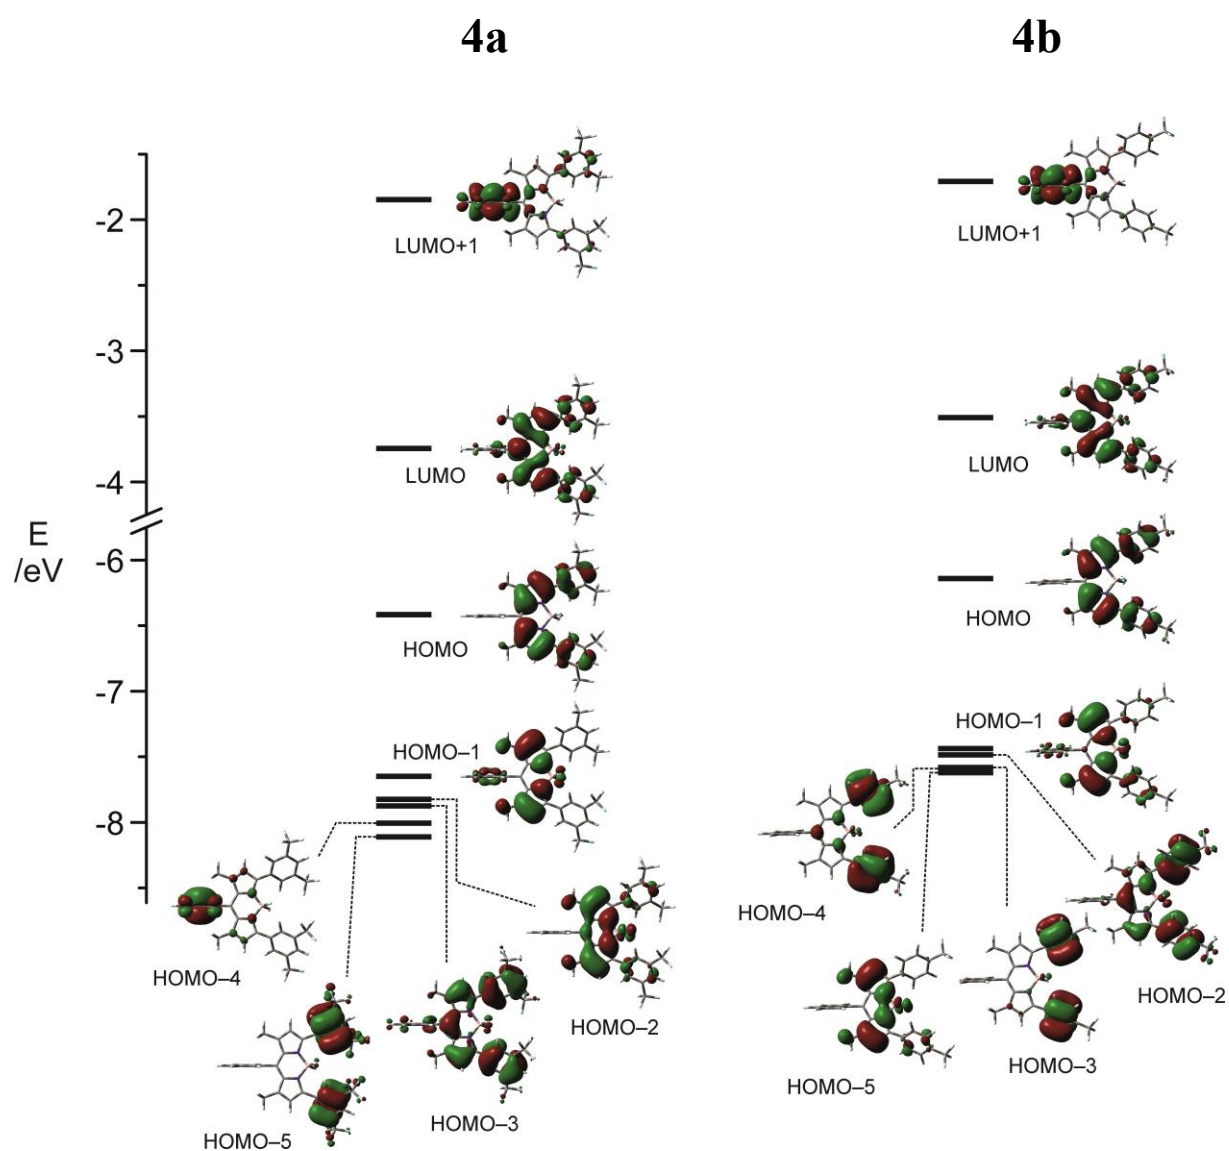 4a 4b
LUMO+1 LUMO+1
-2
-3
LUMO LUMO
-4
E
/eV
-6
HOMO HOMO
-7
HOMO–1 HOMO–1
-8
HOMO–4 HOMO–4
HOMO–5 HOMO–3 HOMO–2
HOMO–5 HOMO–3 HOMO–2